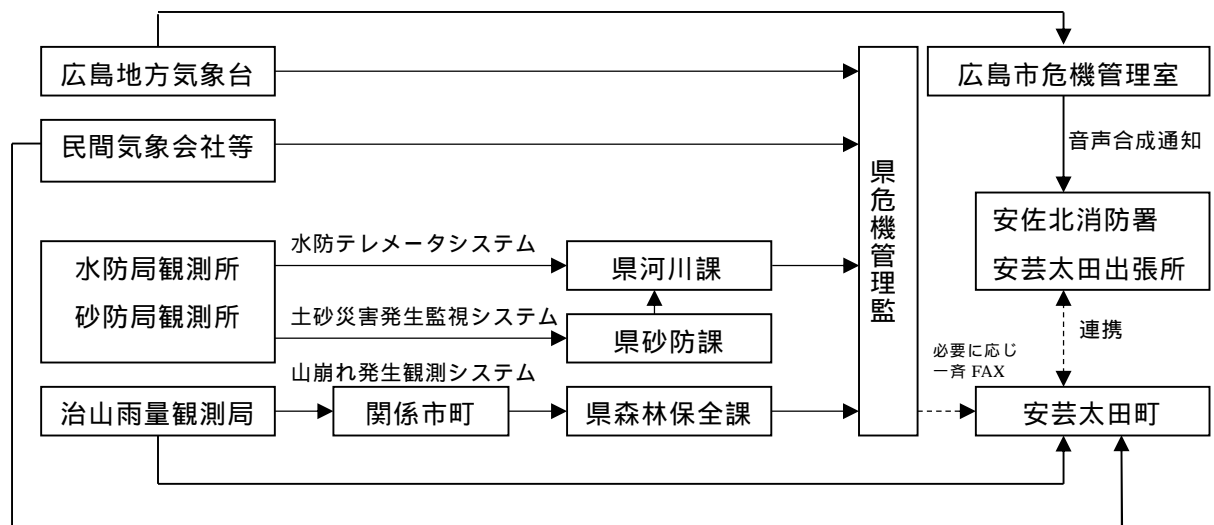 広島地方気象台
広島市危機管理室
民間気象会社等
音声合成通知
県危機管理監
安佐北消防署
安芸太田出張所
水防テレメータシステム
水防局観測所
砂防局観測所
県河川課
土砂災害発生監視システム
県砂防課
連携
必要に応じ
一斉 FAX
山崩れ発生観測システム
治山雨量観測局
関係市町
県森林保全課
安芸太田町